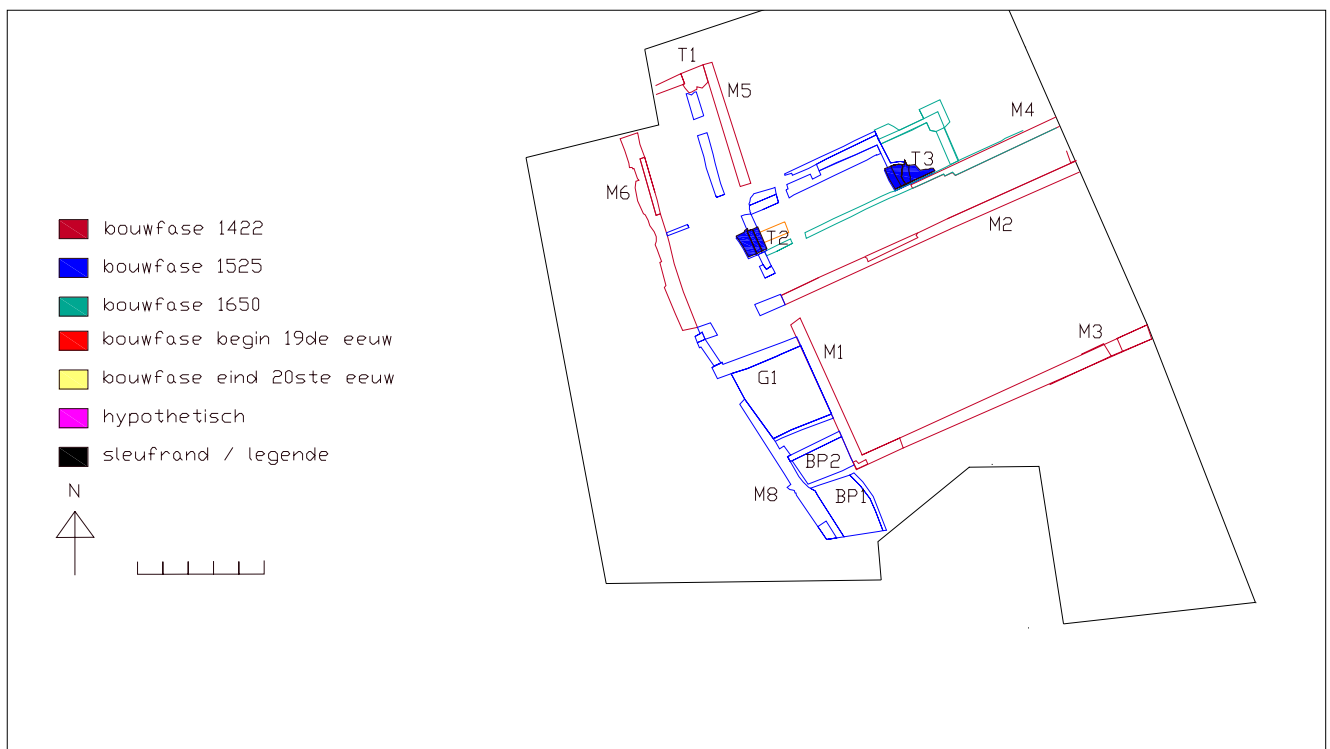 T1
M5
M4
T3
M6
M2
T2
bouwfase 1422
bouwfase 1525
bouwfase 1650
bouwfase begin 19de eeuw
bouwfase eind 20ste eeuw
hypothetisch
sleufrand / legende
N
M3
M1
G1
BP2
M8
BP1